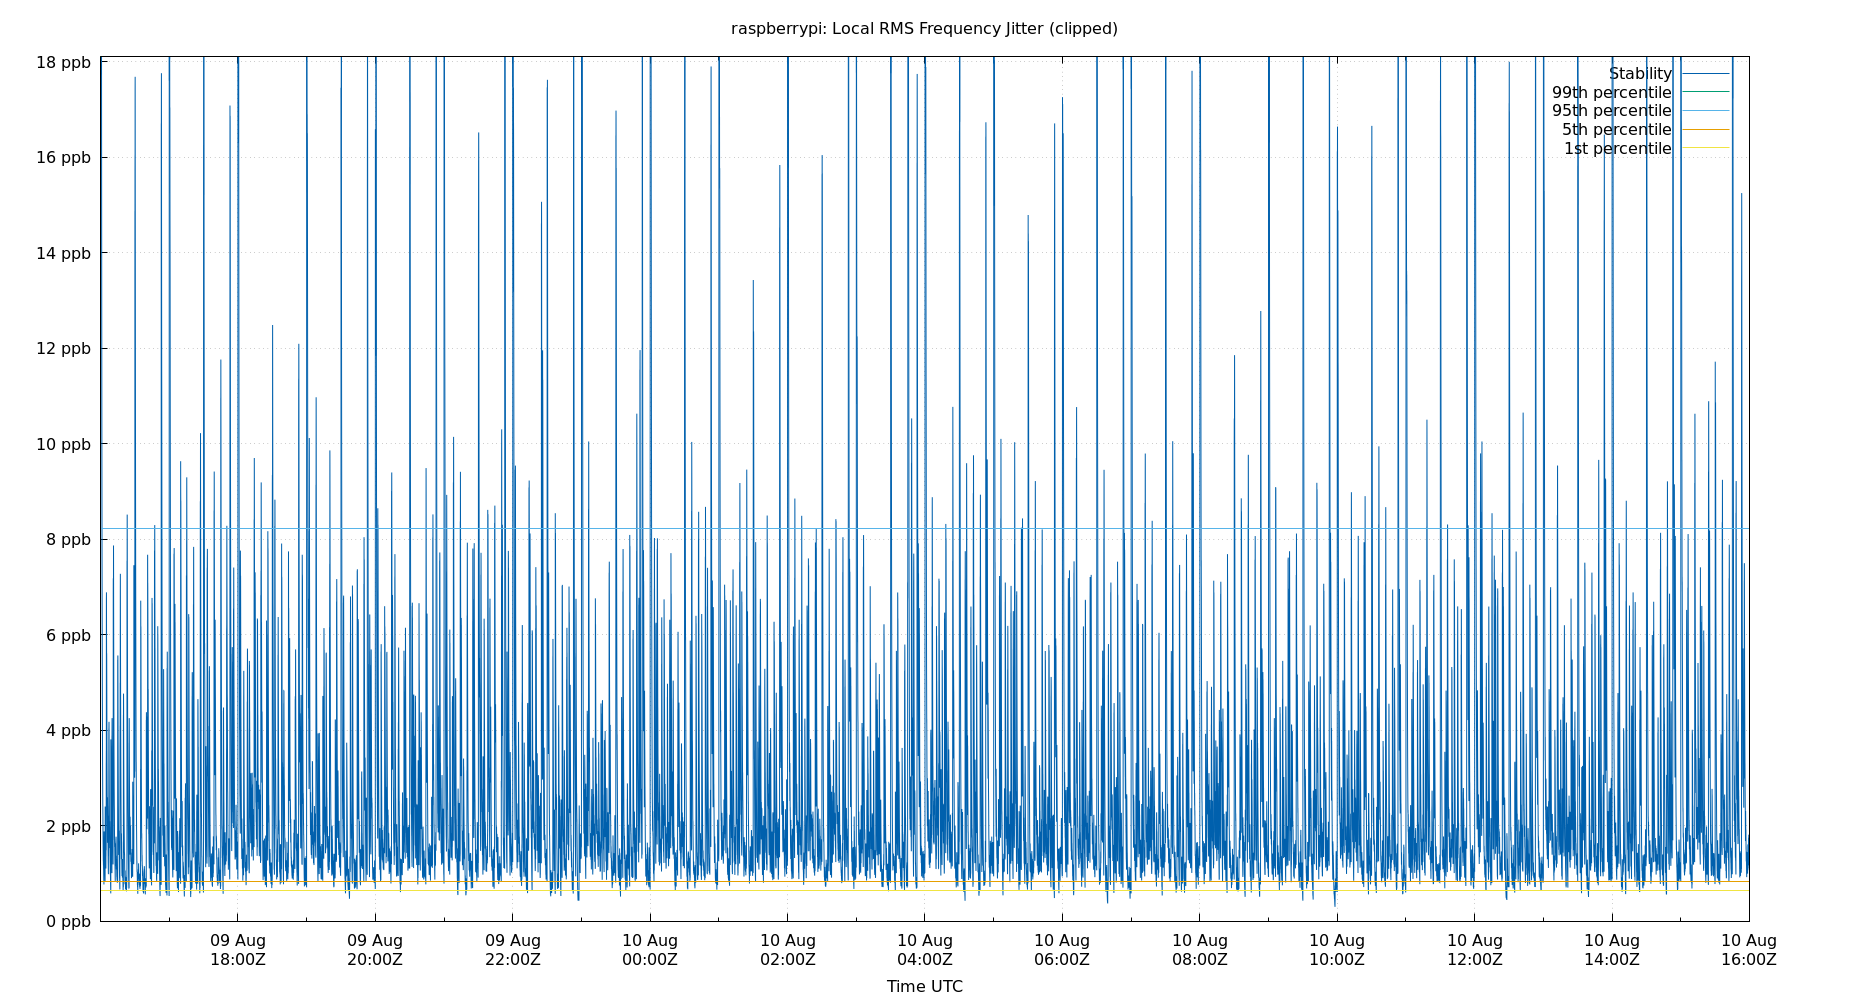 raspberrypi: Local RMS Frequency Jitter (clipped)
18 ppb
16 ppb
14 ppb
12 ppb
10 ppb
8 ppb
6 ppb
4 ppb
2 ppb
0 ppb
Stability
99th percentile
95th percentile
5th percentile
1st percentile
09 Aug 09 Aug 09 Aug 10 Aug 10 Aug 10 Aug 10 Aug 10 Aug 10 Aug 10 Aug 10 Aug 10 Aug
18:00Z 20:00Z 22:00Z 00:00Z 02:00Z 04:00Z 06:00Z 08:00Z 10:00Z 12:00Z 14:00Z 16:00Z
Time UTC